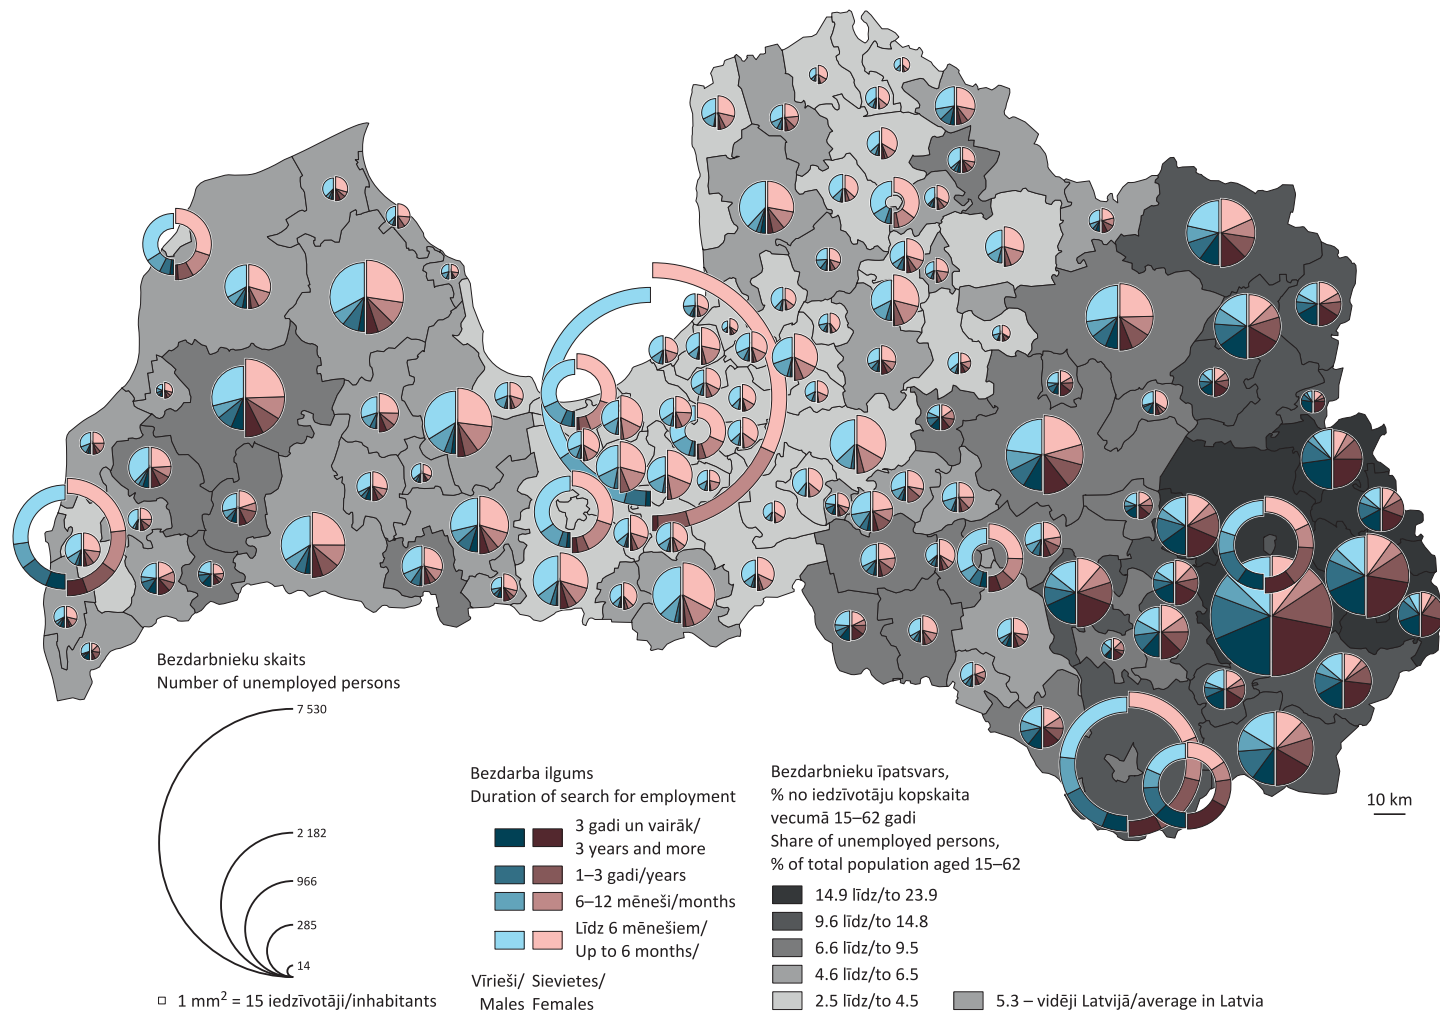 Bezdarbnieku skaits
Number of unemployed persons
7 530
2 182
966
285
14
1 mm² = 15 iedzīvotāji/inhabitants
Bezdarba ilgums
Duration of search for employment
3 gadi un vairāk/
3 years and more
1–3 gadi/years
6–12 mēneši/months
Līdz 6 mēnešiem/
Up to 6 months/
Vīrieši/ Sievietes/
Males Females
Bezdarbnieku īpatsvars,
% no iedzīvotāju kopskaita
vecumā 15–62 gadi
Share of unemployed persons,
% of total population aged 15–62
14.9 līdz/to 23.9
9.6 līdz/to 14.8
6.6 līdz/to 9.5
4.6 līdz/to 6.5
2.5 līdz/to 4.5
5.3 – vidēji Latvijā/average in Latvia
10 km